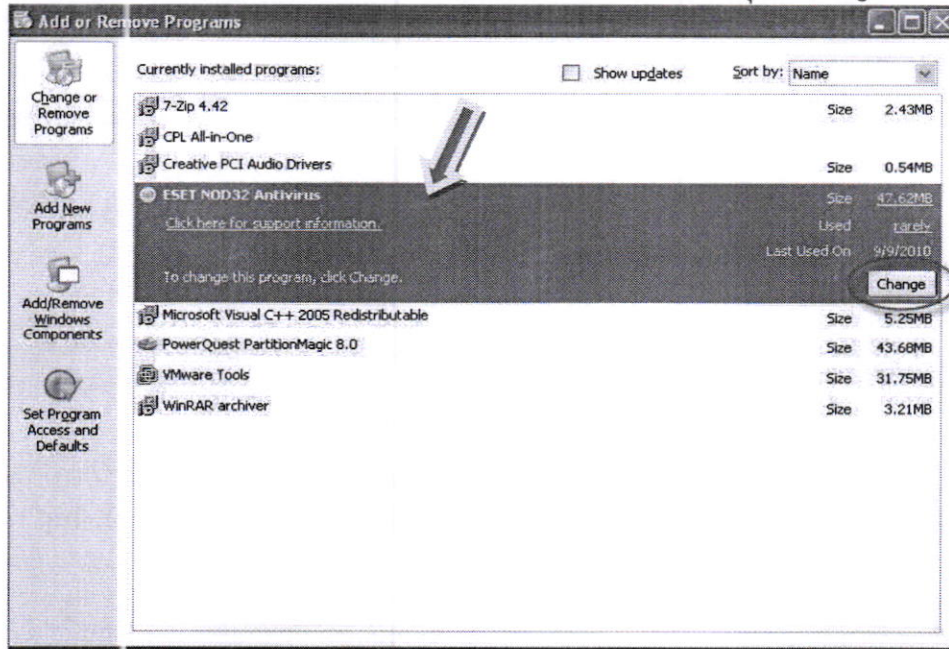 Add or Remove Programs
Change or
Remove
Programs
Add New
Programs
Add/Remove
Windows
Components
Set Program
Access and
Defaults
Currently installed programs:
Show updates
Sort by: Name
7-Zip 4.42 Size 2.43MB
CPL All-in-One
Creative PCI Audio Drivers Size 0.54MB
ESET NOD32 Antivirus Size 47.62MB
Click here for support information. Used rarely
Last Used On 9/9/2010
To change this program, click Change. Change
Microsoft Visual C++ 2005 Redistributable Size 5.25MB
PowerQuest PartitionMagic 8.0 Size 43.68MB
VMware Tools Size 31.75MB
WinRAR archiver Size 3.21MB